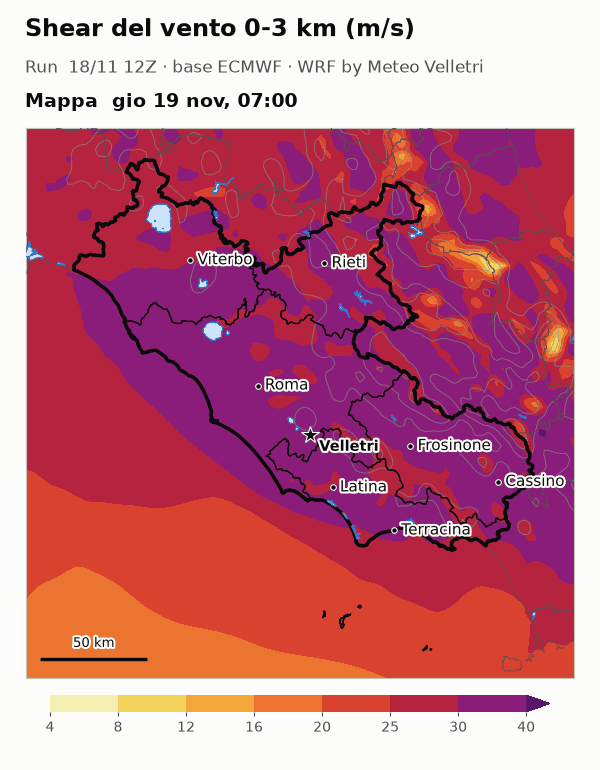 Shear del vento 0-3 km (m/s)
Run 18/11 12Z · base ECMWF · WRF by Meteo Velletri
Mappa gio 19 nov, 07:00
Viterbo
Rieti
Roma
Velletri
Frosinone
Cassino
Latina
Terracina
50 km
4 8 12 16 20 25 30 40